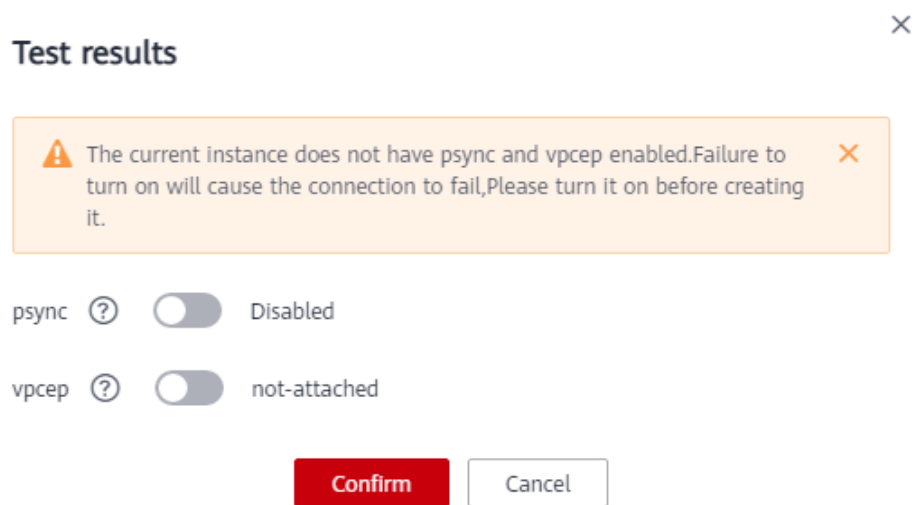 Test results
The current instance does not have psync and vpcep enabled.Failure to
turn on will cause the connection to fail,Please turn it on before creating
it.
psync Disabled
vpcep not-attached
Confirm Cancel